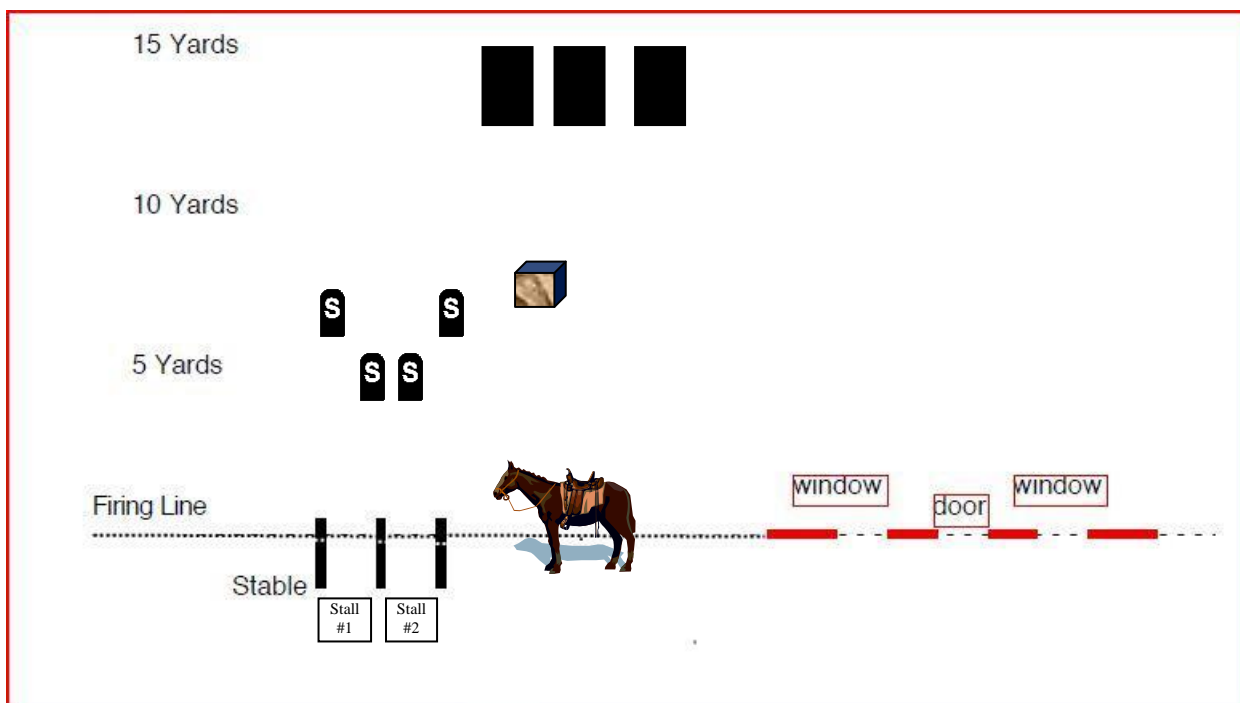 15 Yards
10 Yards
S
S
5 Yards
S
S
window
window
Firing Line
door
Stable
Stall
#1
Stall
#2